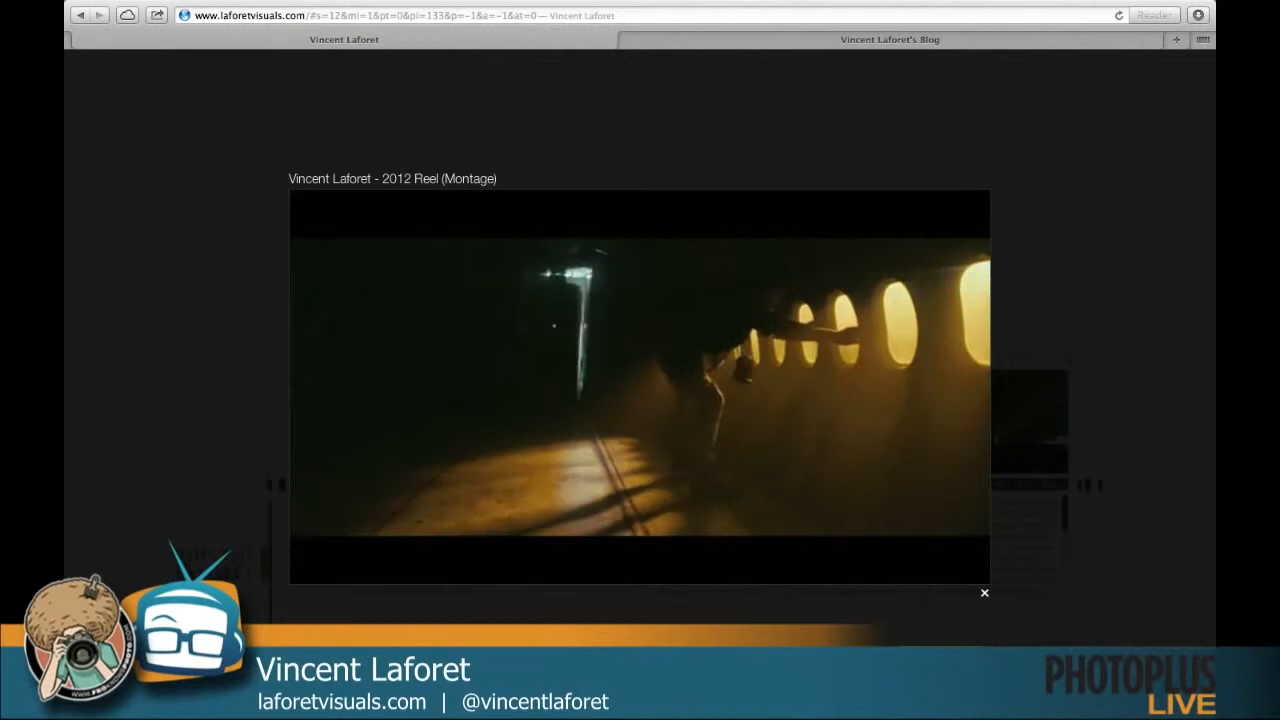 www.laforetvisuals.com/#s=12&mi=1&pt=0&pi=133&p=-1&a=-1&at=0 — Vincent Laforet
Reader
Vincent Laforet
Vincent Laforet's Blog
+
Vincent Laforet - 2012 Reel (Montage)
×
Vincent Laforet
laforetvisuals.com | @vincentlaforet
PHOTOPLUS
LIVE